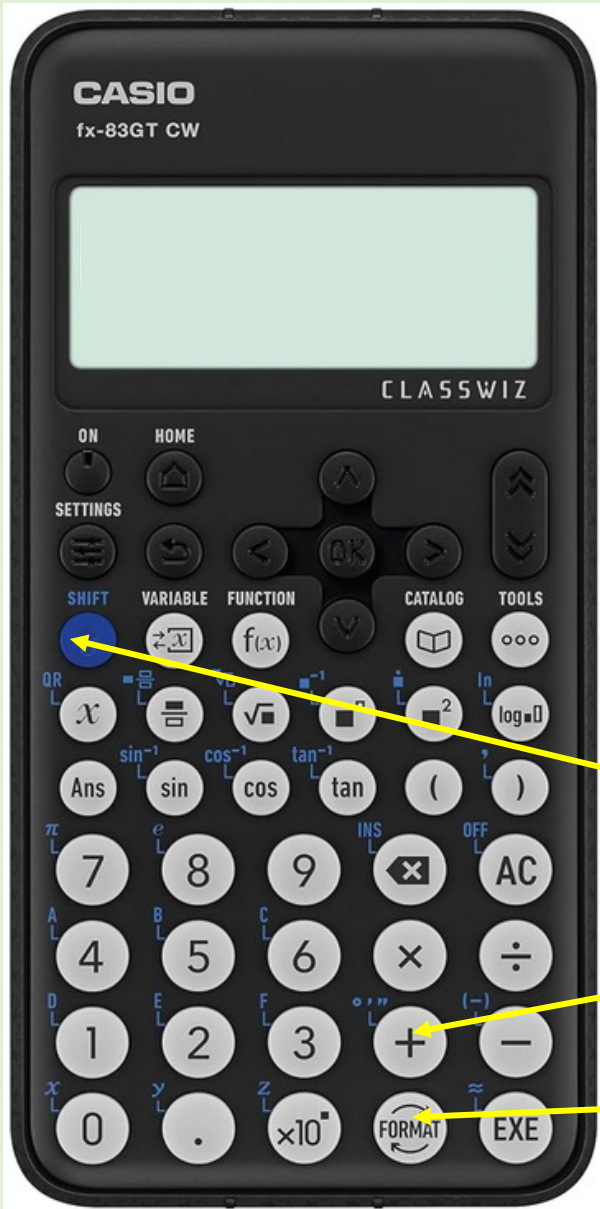 CASIO
fx-83GT CW
CLASSWIZ
ON HOME
OK
SETTINGS
SHIFT VARIABLE FUNCTION CATALOG TOOLS
x f(x)
QR √■ ■⁻¹ ln
x √■ ■² log■□
sin⁻¹ cos⁻¹ tan⁻¹ ,
Ans sin cos tan ( )
π e INS OFF
7 8 9 AC
A B C
4 5 6 × ÷
D E F ° ′ ″ (−)
1 2 3 + −
x y z ≈
0 . ×10■ FORMAT EXE